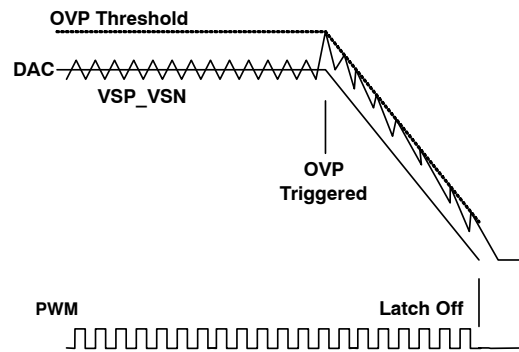 OVP Threshold
DAC
VSP_VSN
OVP
Triggered
PWM
Latch Off